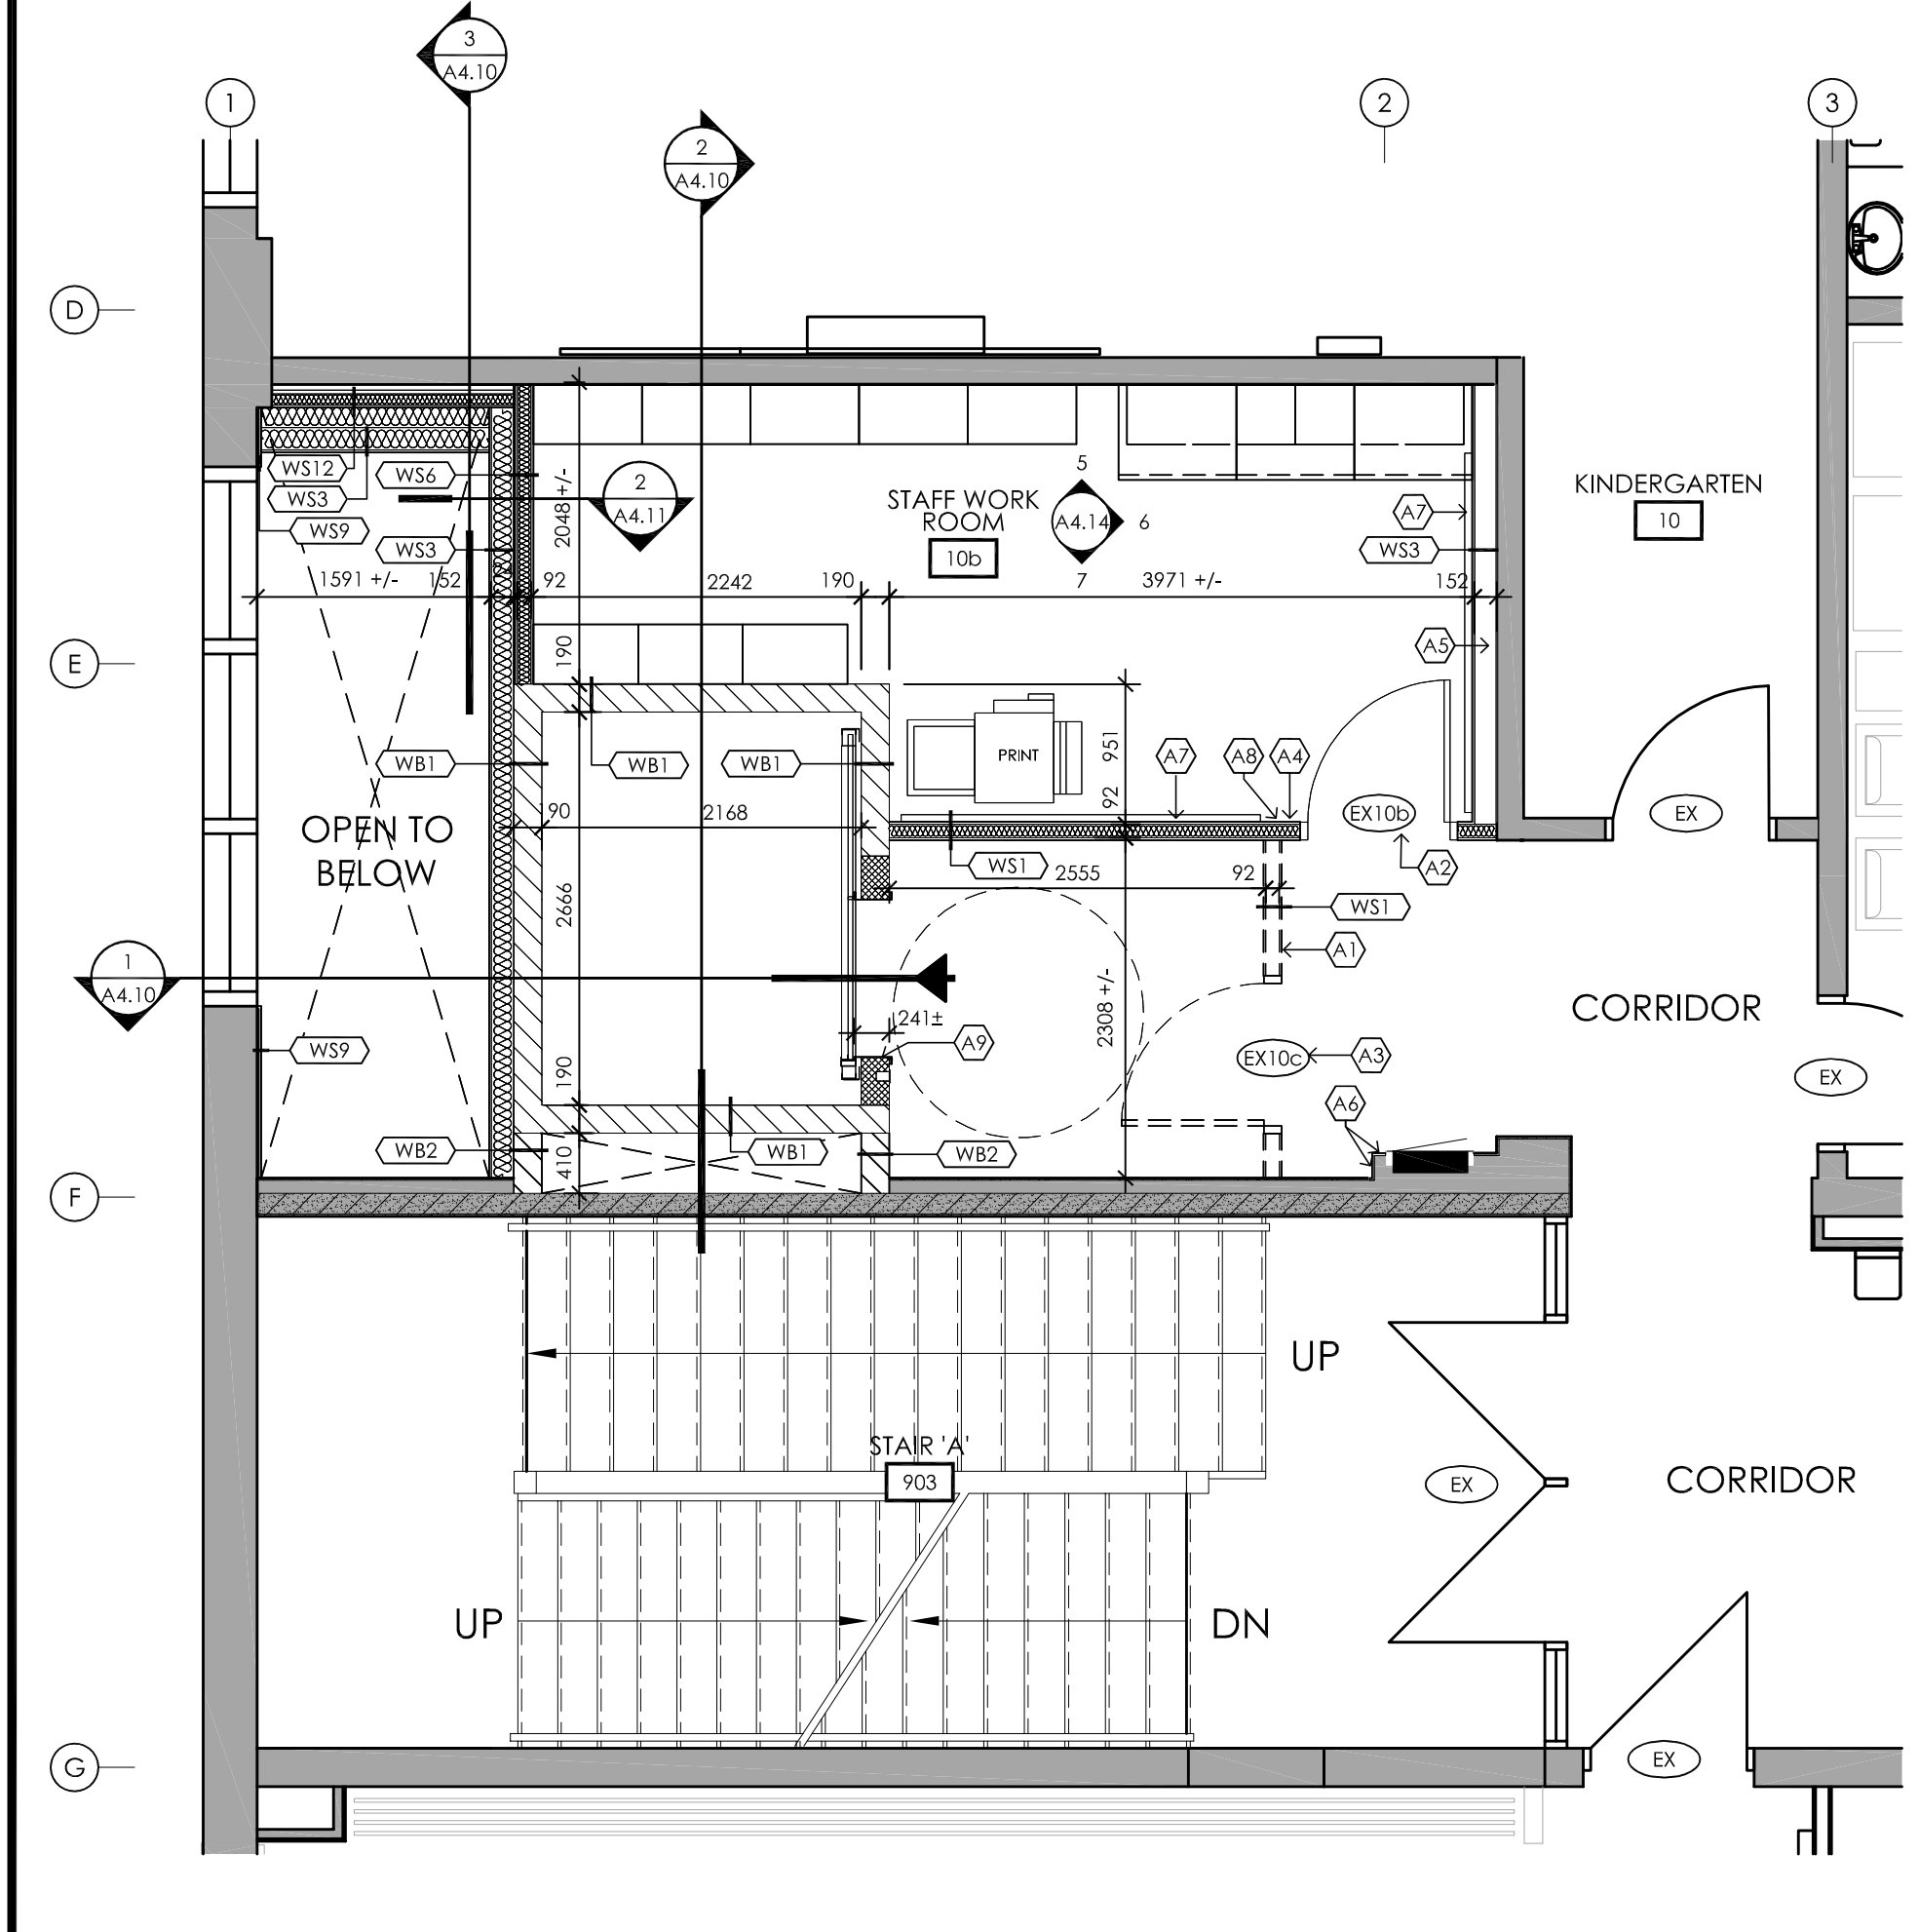 3
A4.10
1
2
3
2
A4.10
D
WS12
WS6
5
STAFF WORK
KINDERGARTEN
WS3
2
A4.11
2048 +/-
ROOM
A4.14
6
A7
10
WS9
WS3
10b
WS3
1591 +/-
152
92
2242
190
7
3971 +/-
152
E
190
A5
WB1
WB1
WB1
PRINT
951
A7
A8
A4
92
EX10b
EX
OPEN TO
190
2168
BELOW
WS1
2555
92
A2
2666
WS1
A1
1
A4.10
2308 +/-
CORRIDOR
241±
A9
WS9
190
EX10c
A3
EX
A6
WB2
410
WB1
WB2
F
UP
STAIR 'A'
903
EX
CORRIDOR
UP
DN
G
EX